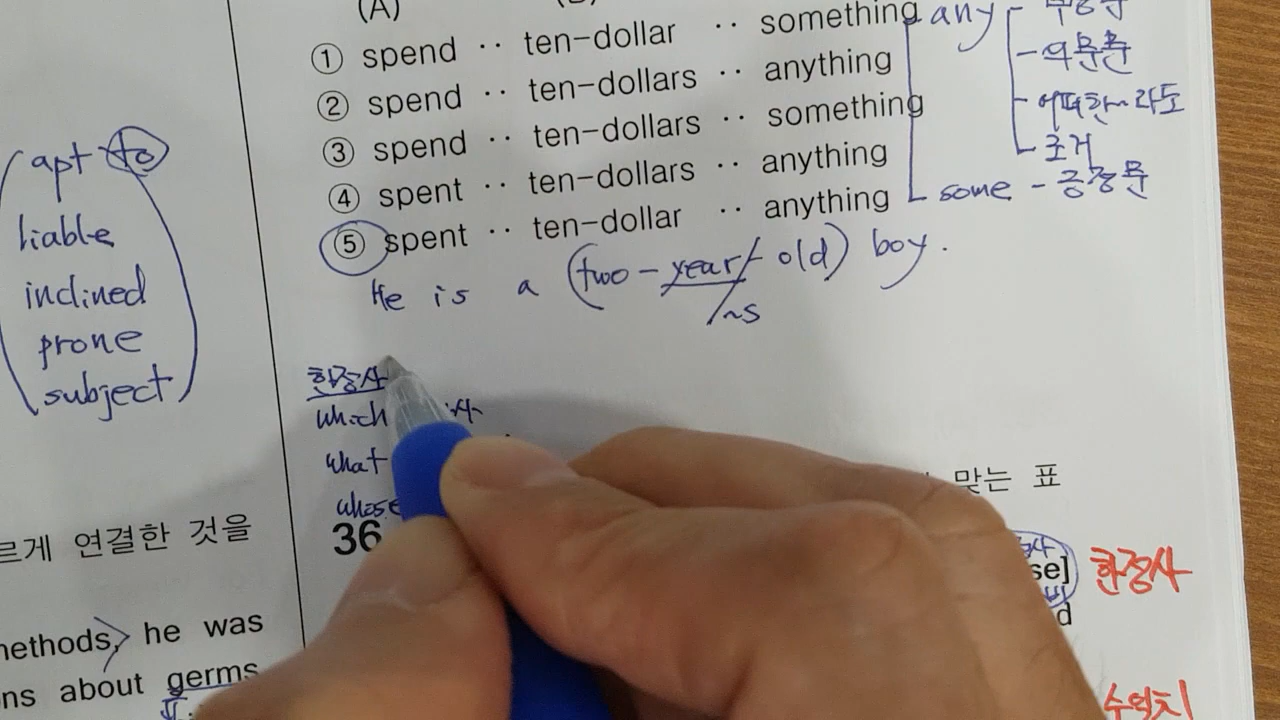 (A)
① spend ·· ten-dollar ·· something
② spend ·· ten-dollars ·· anything
③ spend ·· ten-dollars ·· something
④ spent ·· ten-dollars ·· anything
⑤ spent ·· ten-dollar ·· anything
any - 부정문
- 의문문
- 어떠한~라도
- 조건
some - 긍정문
He is a (two - year - old) boy.
~s
apt to
liable
inclined
prone
subject
한정사
which
what
whose
르게 연결한 것을
methods, he was
ns about germs
맞는 표
36
se]
한정사
d
수일치